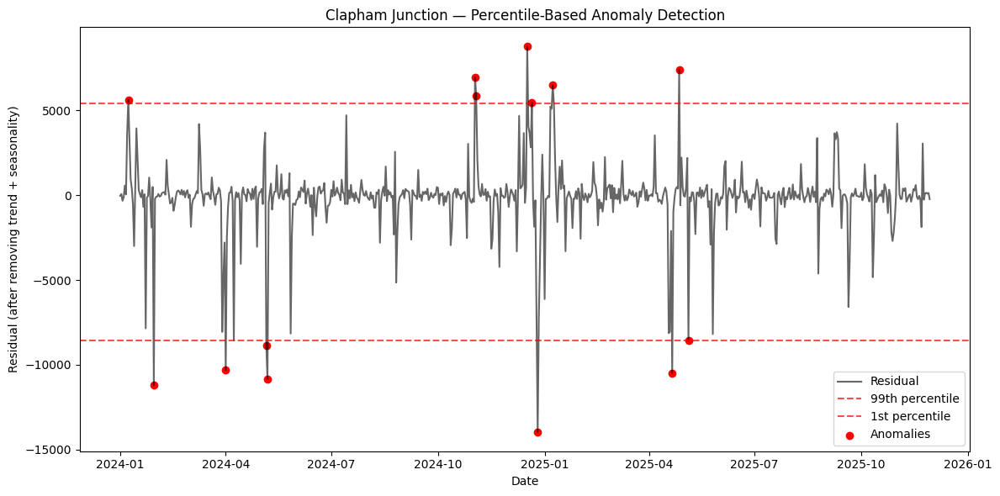 Clapham Junction — Percentile-Based Anomaly Detection
Residual (after removing trend + seasonality)
5000
0
−5000
−10000
−15000
2024-01
2024-04
2024-07
2024-10
2025-01
2025-04
2025-07
2025-10
2026-01
Date
Residual
99th percentile
1st percentile
Anomalies